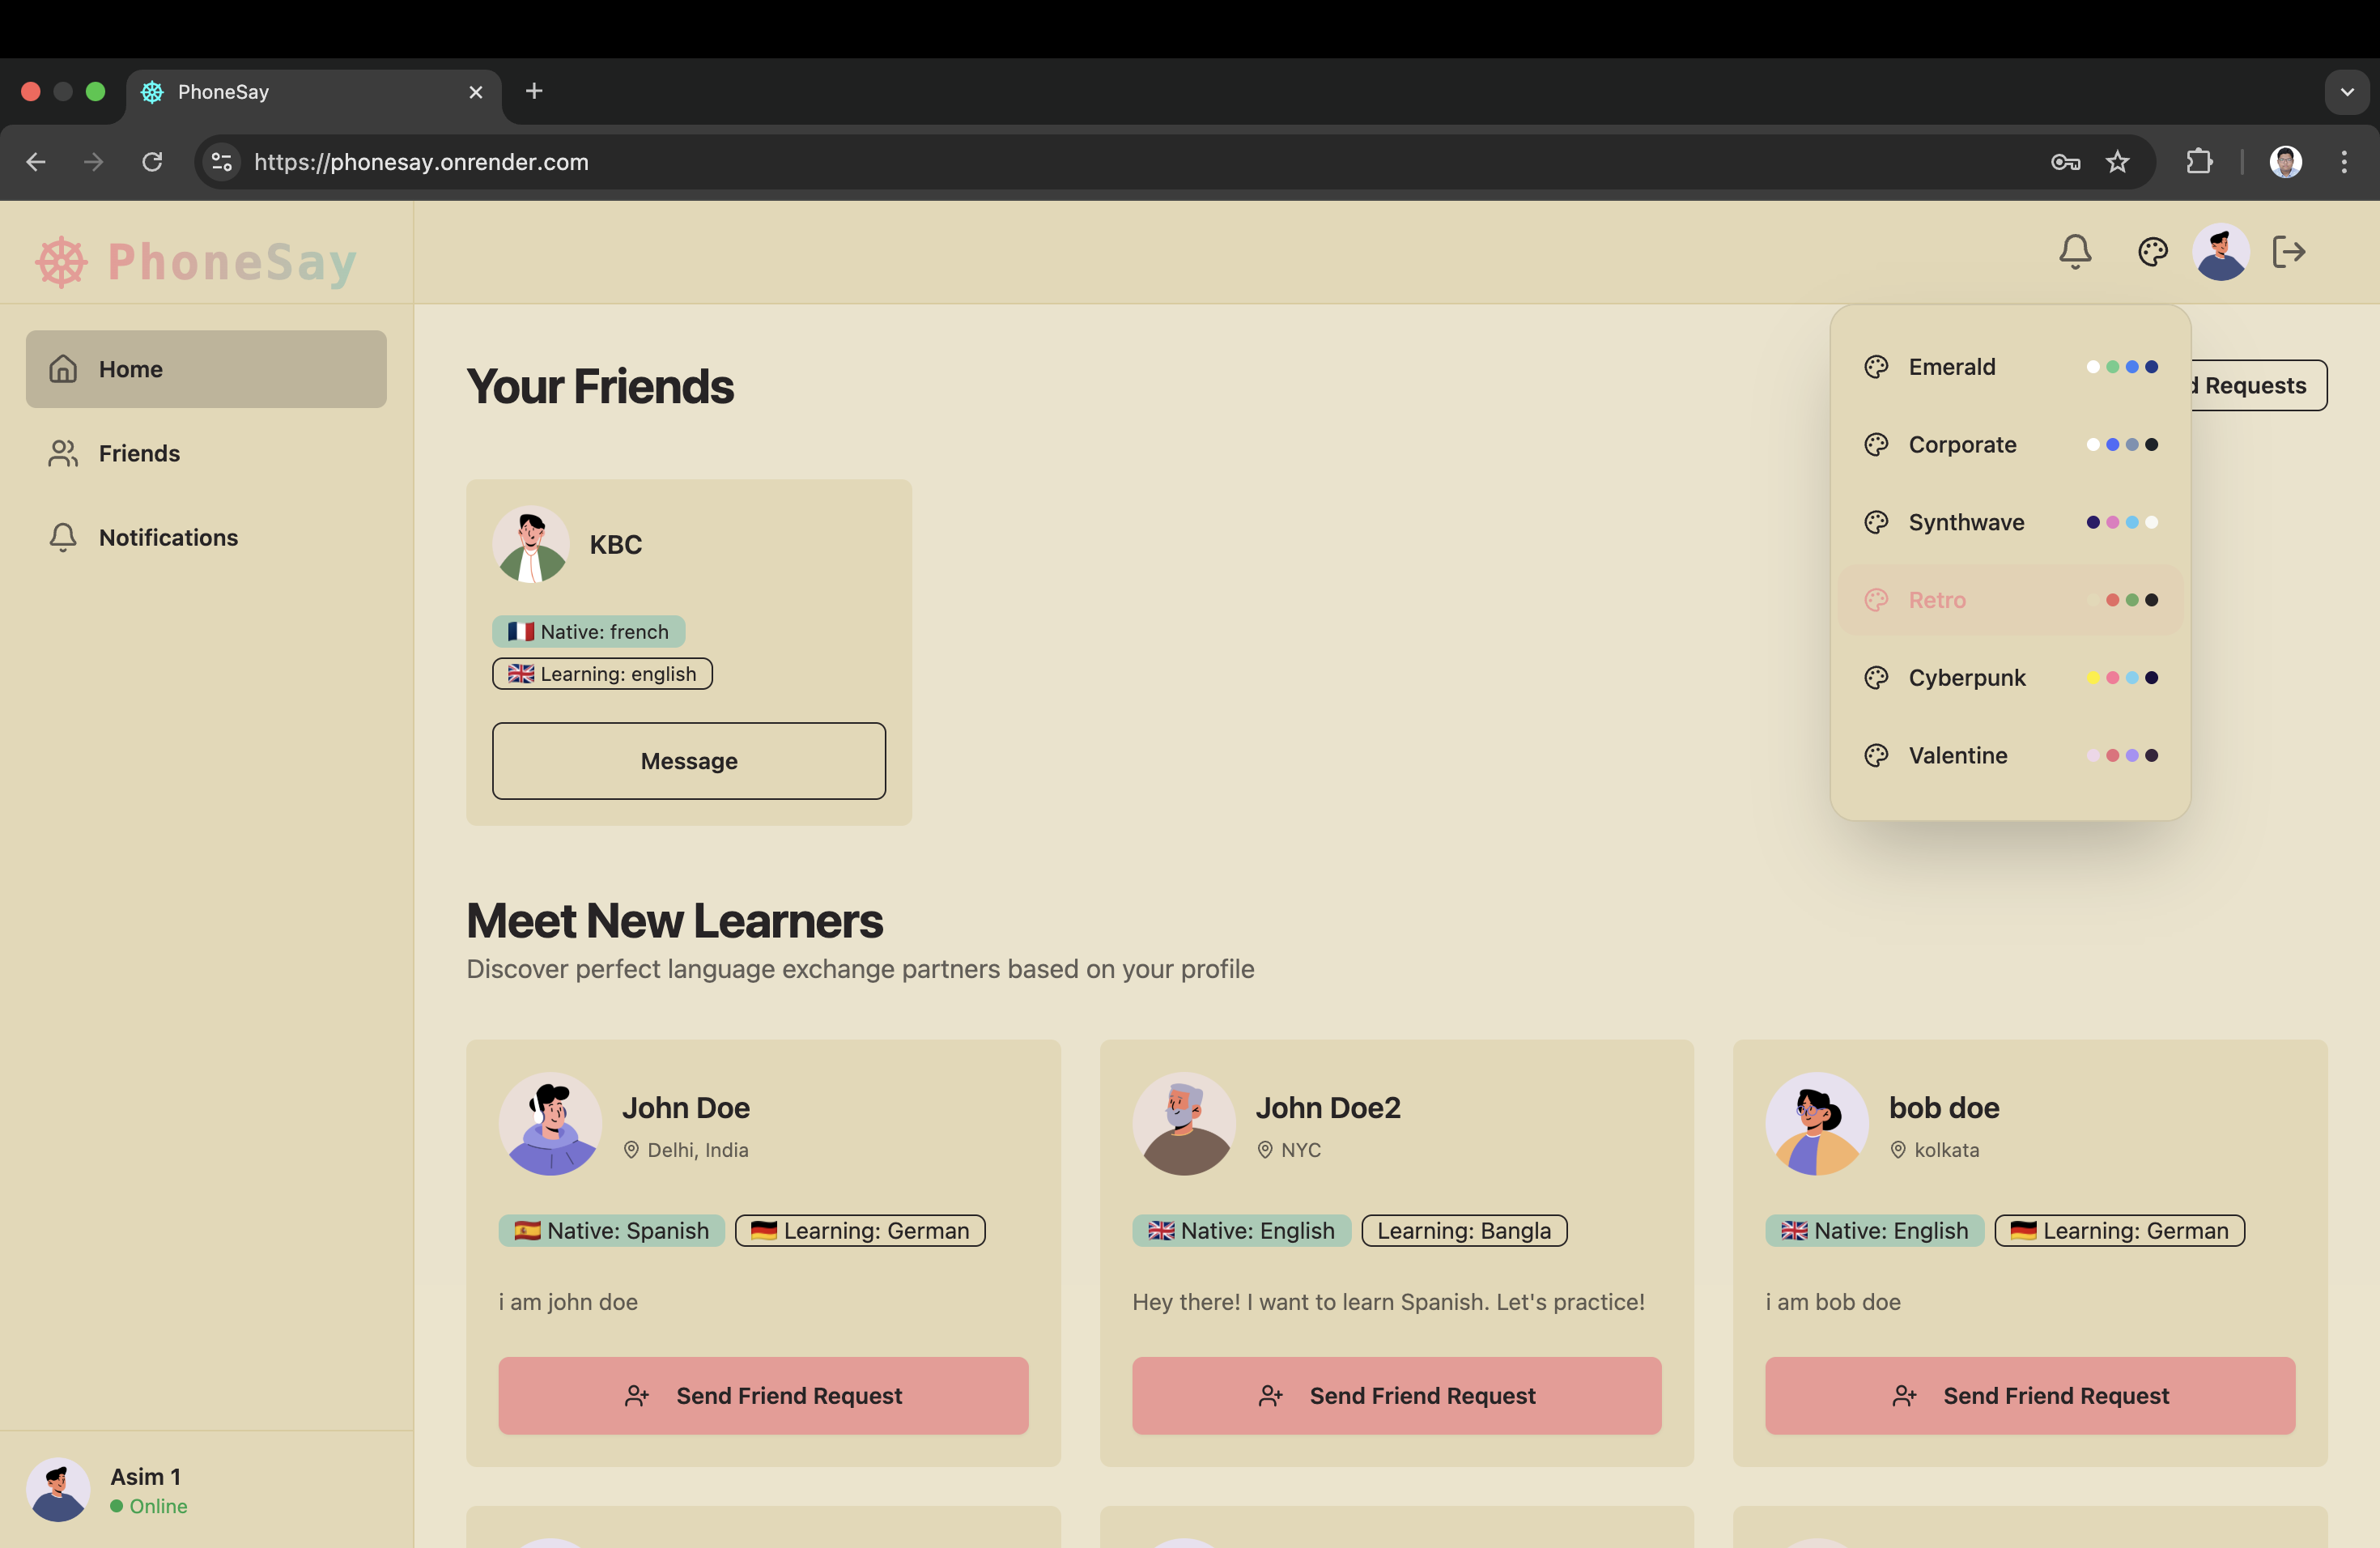 PhoneSay
https://phonesay.onrender.com
PhoneSay
Home
Friends
Notifications
Your Friends
d Requests
Emerald
Corporate
Synthwave
Retro
Cyberpunk
Valentine
KBC
Native: french
Learning: english
Message
Meet New Learners
Discover perfect language exchange partners based on your profile
John Doe
Delhi, India
Native: Spanish Learning: German
i am john doe
Send Friend Request
John Doe2
NYC
Native: English Learning: Bangla
Hey there! I want to learn Spanish. Let's practice!
Send Friend Request
bob doe
kolkata
Native: English Learning: German
i am bob doe
Send Friend Request
Asim 1
Online